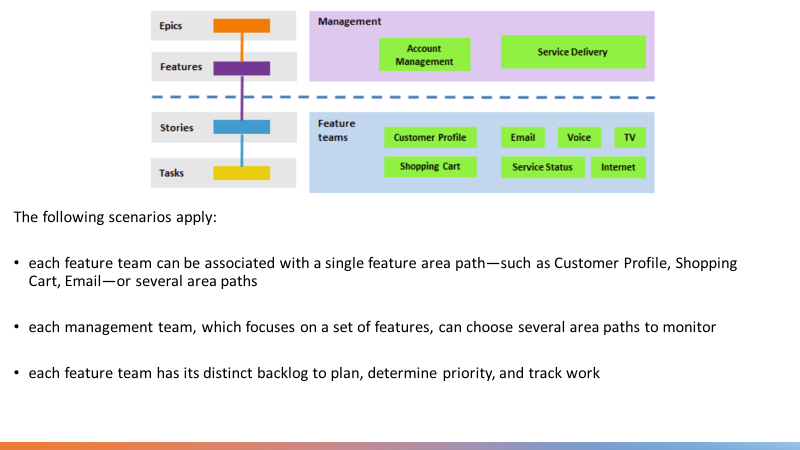 Epics
Management
Account
Management
Service Delivery
Features
Stories
Feature
teams
Customer Profile
Email
Voice
TV
Tasks
Shopping Cart
Service Status
Internet
The following scenarios apply:
• each feature team can be associated with a single feature area path—such as Customer Profile, Shopping
Cart, Email—or several area paths
• each management team, which focuses on a set of features, can choose several area paths to monitor
• each feature team has its distinct backlog to plan, determine priority, and track work